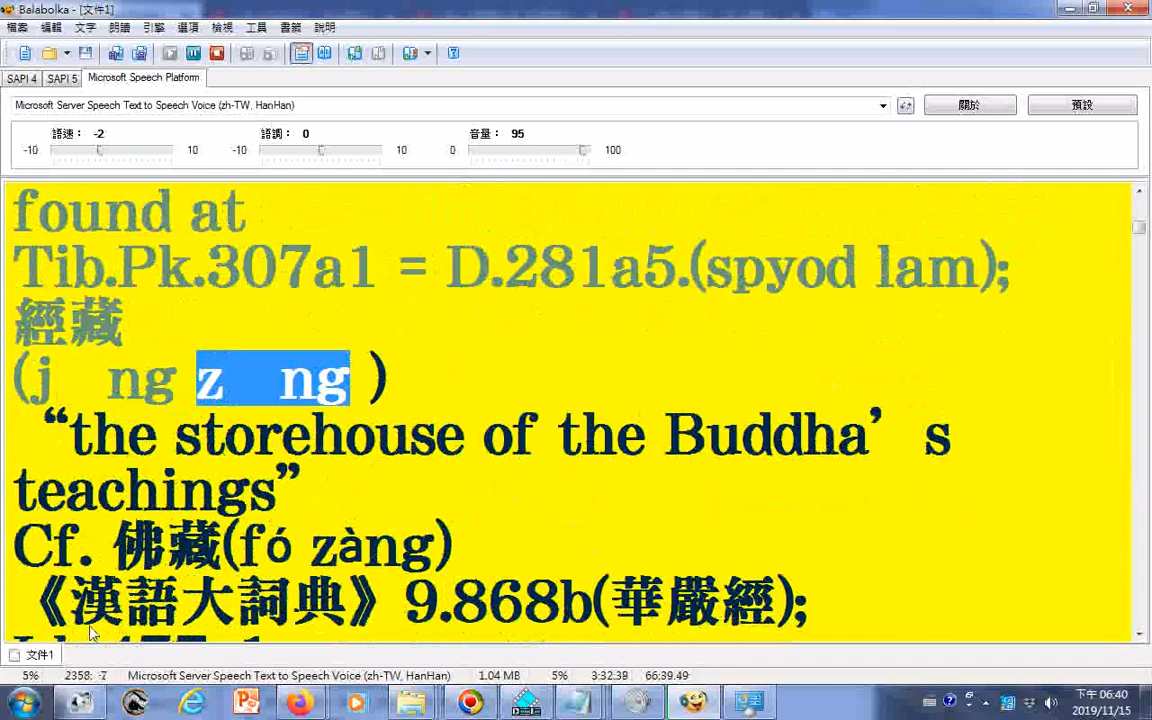 Balabolka - [文件1]
檔案 編輯 文字 朗讀 引擎 選項 檢視 工具 書籤 說明
SAPI 4 SAPI 5 Microsoft Speech Platform
Microsoft Server Speech Text to Speech Voice (zh-TW, HanHan) 關於 預設
語速： -2 語調： 0 音量： 95
-10 10 -10 10 0 100
found at
Tib.Pk.307a1 = D.281a5.(spyod lam);
經藏
(j ng z ng )
“the storehouse of the Buddha’s
teachings”
Cf. 佛藏(fó zàng)
《漢語大詞典》9.868b(華嚴經);
文件1
5% 2358: -7 Microsoft Server Speech Text to Speech Voice (zh-TW, HanHan) 1.04 MB 5% 3:32:38 66:39.49
下午 06:40
2019/11/15